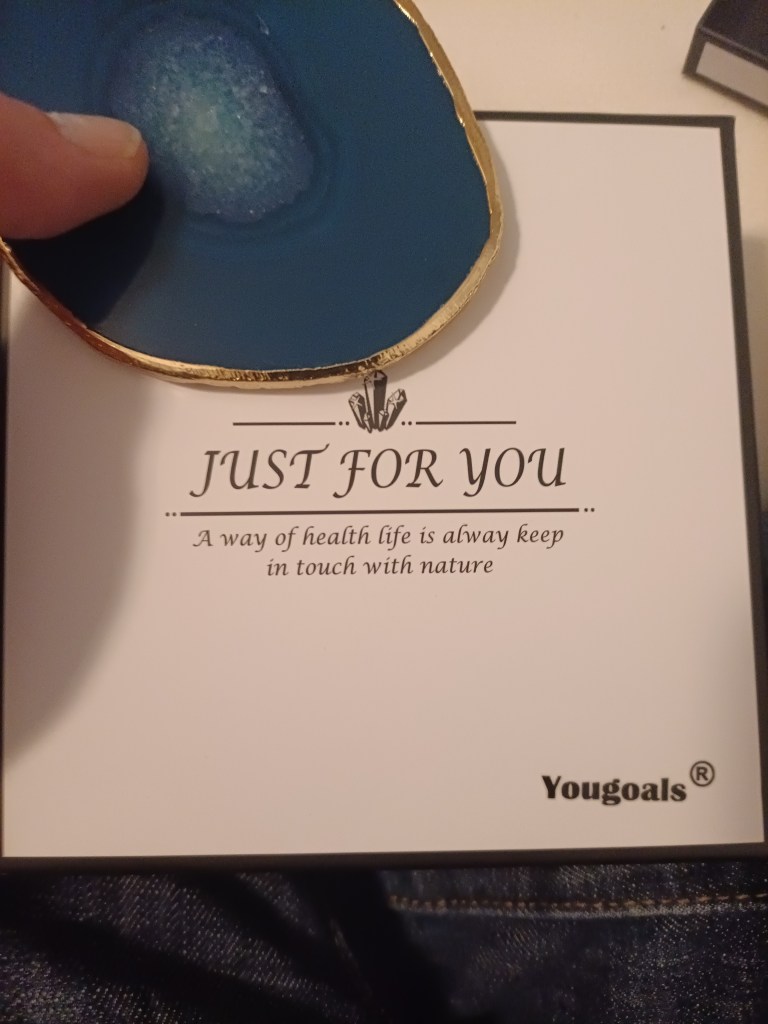 JUST FOR YOU
A way of health life is alway keep
in touch with nature
Yougoals®